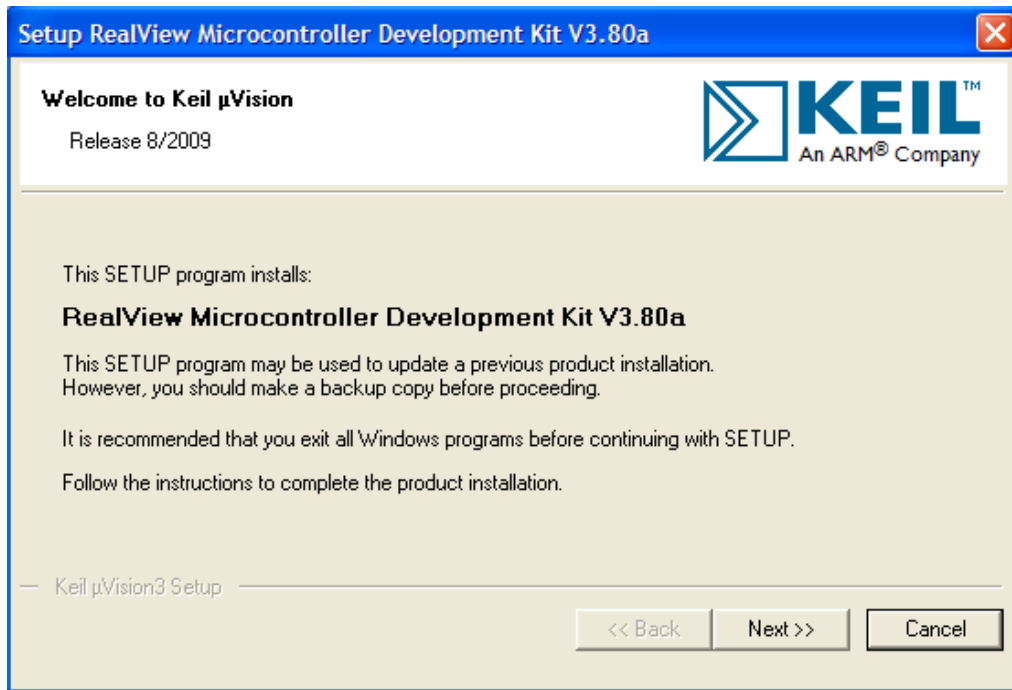 Setup RealView Microcontroller Development Kit V3.80a
Welcome to Keil µVision
Release 8/2009
KEIL™
An ARM® Company
This SETUP program installs:
RealView Microcontroller Development Kit V3.80a
This SETUP program may be used to update a previous product installation.
However, you should make a backup copy before proceeding.
It is recommended that you exit all Windows programs before continuing with SETUP.
Follow the instructions to complete the product installation.
Keil µVision3 Setup
<< Back
Next >>
Cancel